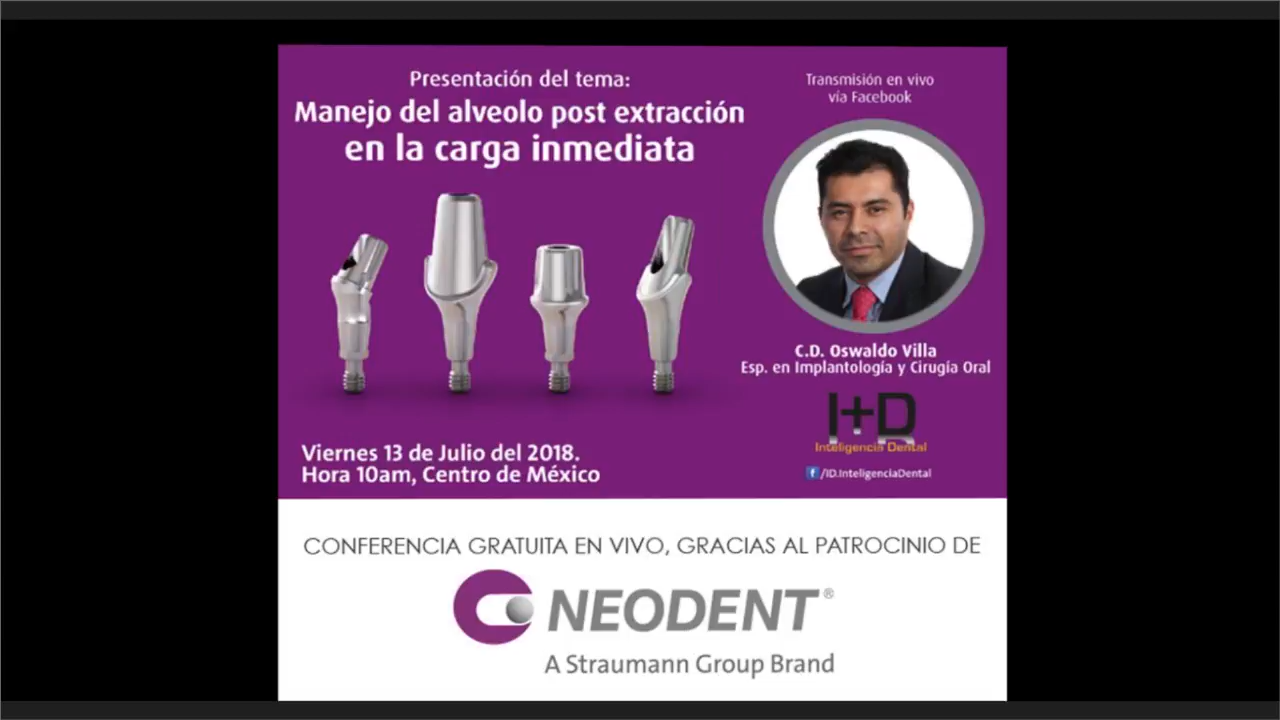 Presentación del tema:
Manejo del alveolo post extracción
en la carga inmediata
Transmisión en vivo
vía Facebook
C.D. Oswaldo Villa
Esp. en Implantología y Cirugía Oral
I+D
Inteligencia Dental
f/ID.InteligenciaDental
Viernes 13 de Julio del 2018.
Hora 10am, Centro de México
CONFERENCIA GRATUITA EN VIVO, GRACIAS AL PATROCINIO DE
NEODENT®
A Straumann Group Brand